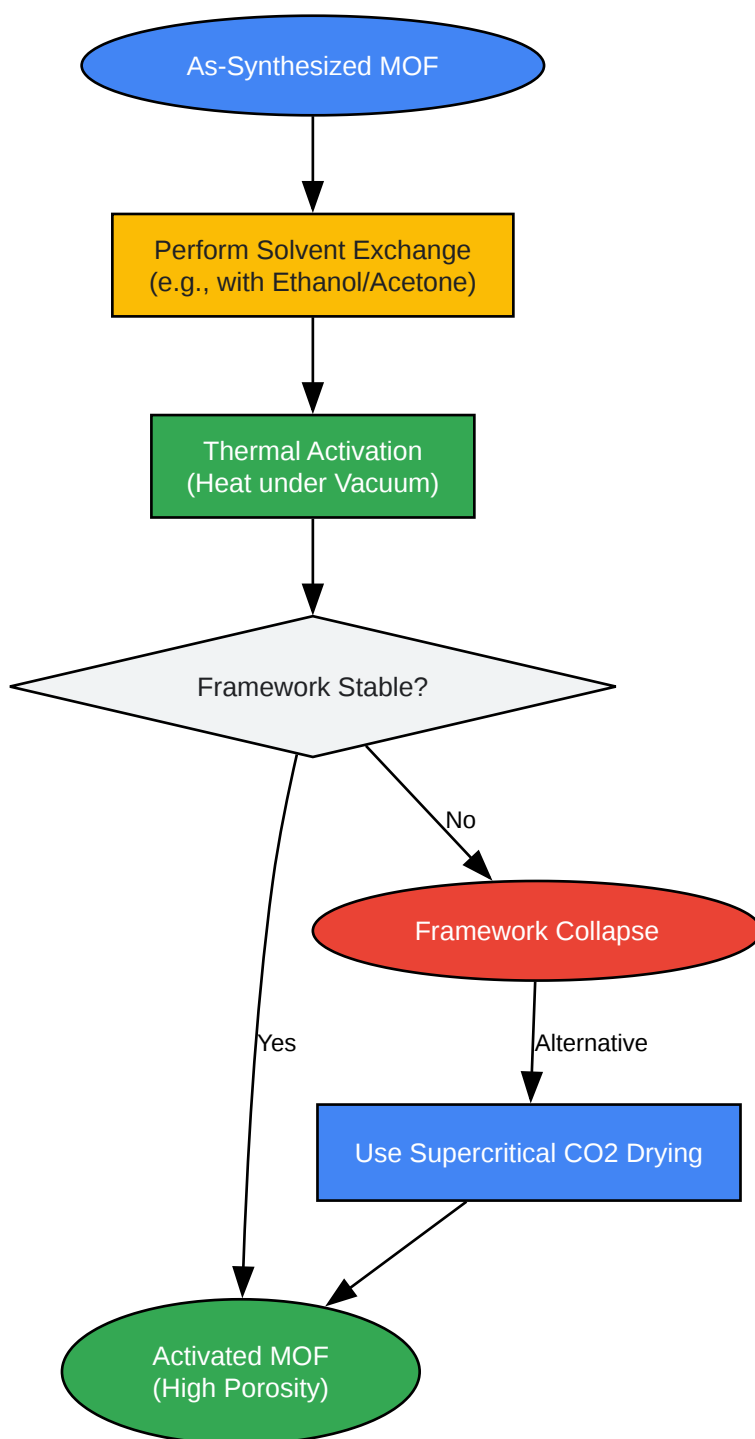 As-Synthesized MOF
Perform Solvent Exchange
(e.g., with Ethanol/Acetone)
Thermal Activation
(Heat under Vacuum)
Framework Stable?
No
Framework Collapse
Yes
Alternative
Use Supercritical CO2 Drying
Activated MOF
(High Porosity)